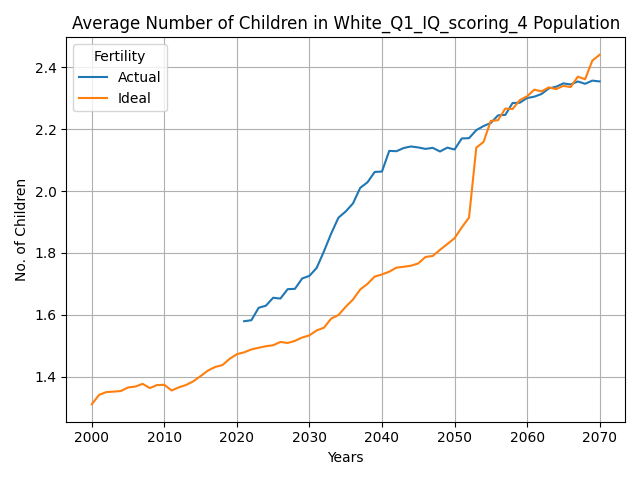 Average Number of Children in White_Q1_IQ_scoring_4 Population
Fertility
Actual
Ideal
No. of Children
2.4
2.2
2.0
1.8
1.6
1.4
2000 2010 2020 2030 2040 2050 2060 2070
Years